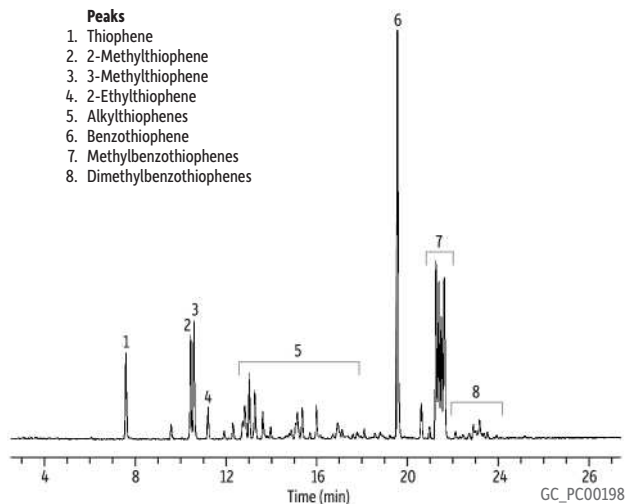 Peaks
1. Thiophene
2. 2-Methylthiophene
3. 3-Methylthiophene
4. 2-Ethylthiophene
5. Alkylthiophenes
6. Benzothiophene
7. Methylbenzothiophenes
8. Dimethylbenzothiophenes
6
7
3
2
1
5
8
4
4 8 12 16 20 24 26
Time (min)
GC_PC00198